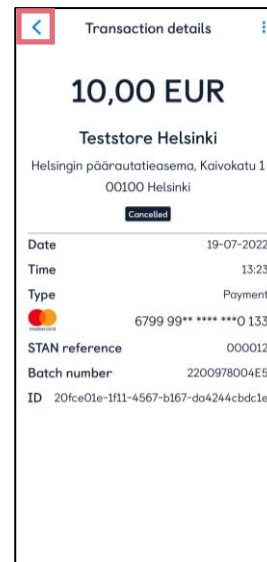 Transaction details
10,00 EUR
Teststore Helsinki
Helsingin päärautatieasema, Kaivokatu 1
00100 Helsinki
Cancelled
Date 19-07-2022
Time 13:23
Type Payment
mastercard 6799 99** **** ***0 133
STAN reference 000012
Batch number 2200978004E5
ID 20fce01e-1f11-4567-b167-da4244cbdc1e